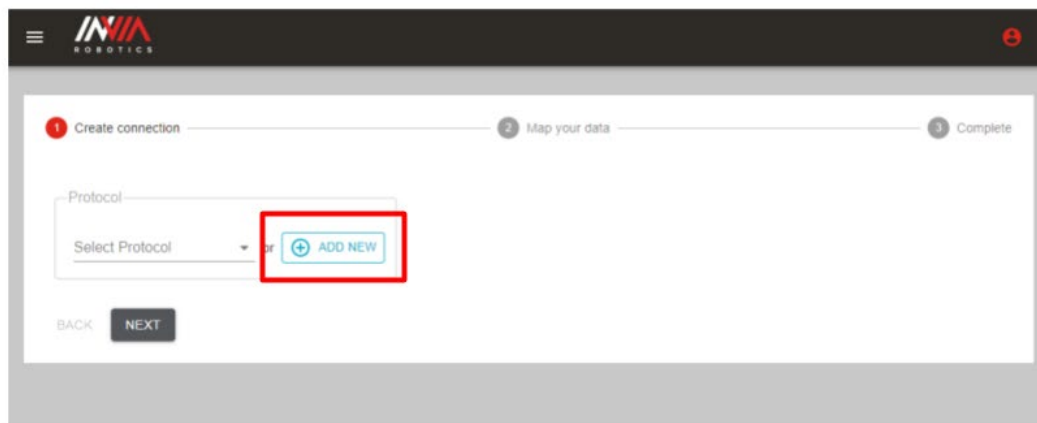 INVIA
ROBOTICS
1 Create connection
2 Map your data
3 Complete
Protocol
Select Protocol or ADD NEW
BACK NEXT